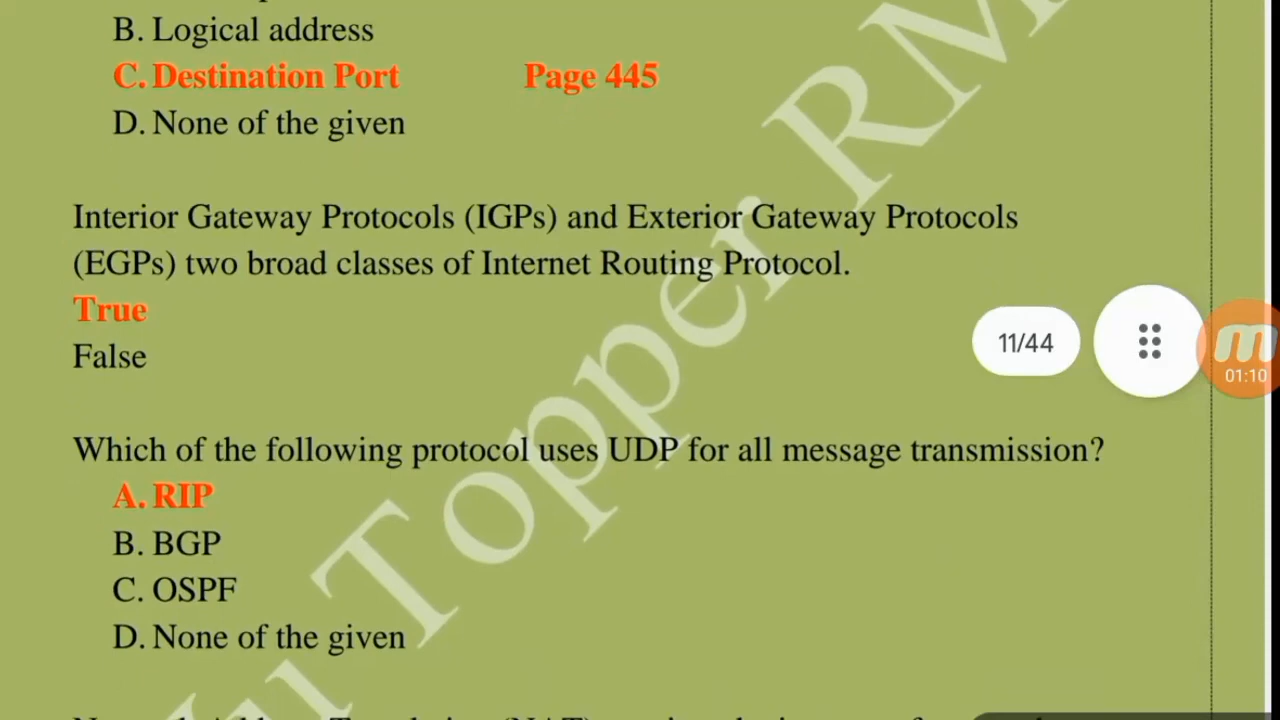 B. Logical address
C. Destination Port Page 445
D. None of the given
Interior Gateway Protocols (IGPs) and Exterior Gateway Protocols
(EGPs) two broad classes of Internet Routing Protocol.
True
False
11/44
01:10
Which of the following protocol uses UDP for all message transmission?
A. RIP
B. BGP
C. OSPF
D. None of the given
Topper RM